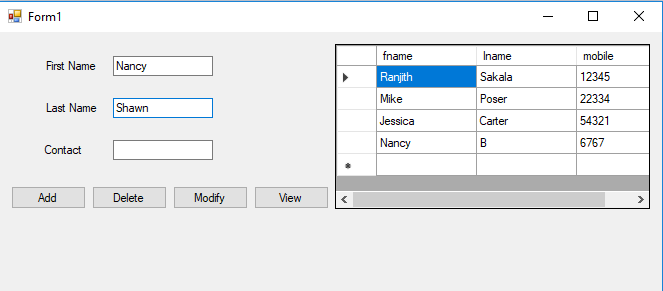 Form1
First Name Nancy
Last Name Shawn
Contact
Add Delete Modify View
fname lname mobile
Ranjith Sakala 12345
Mike Poser 22334
Jessica Carter 54321
Nancy B 6767